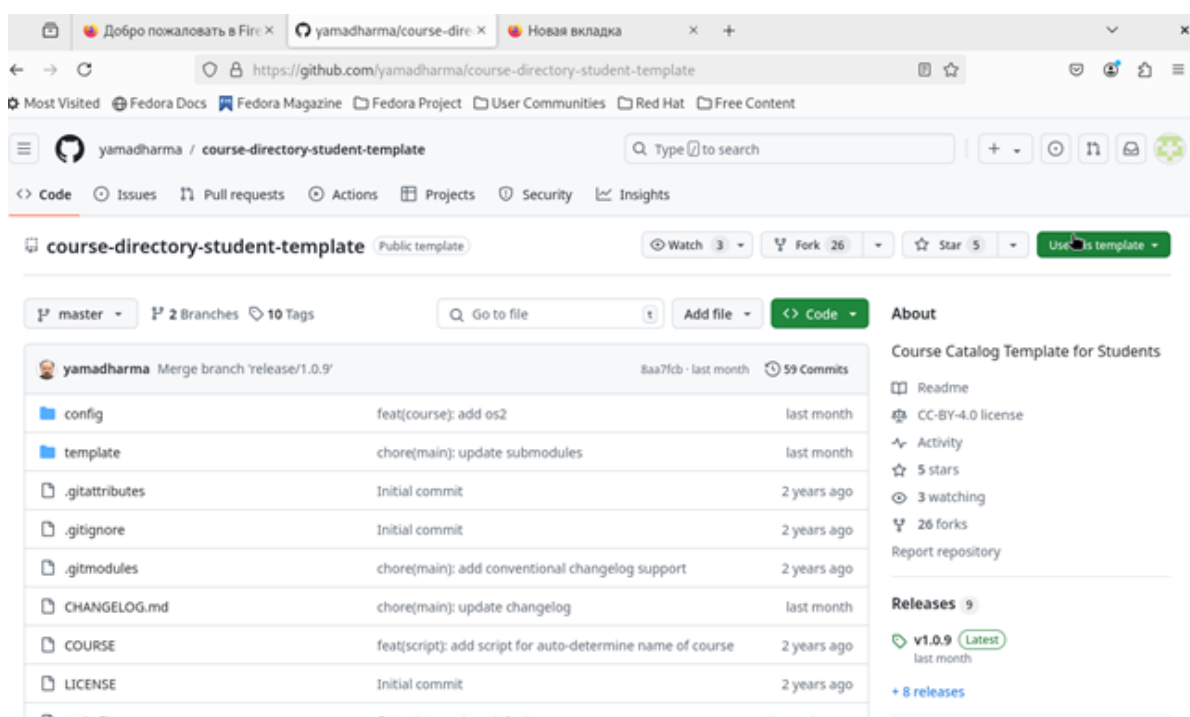 Добро пожаловать в Fire × yamadharma/course-dire × Новая вкладка × +
https://github.com/yamadharma/course-directory-student-template
Most Visited Fedora Docs Fedora Magazine Fedora Project User Communities Red Hat Free Content
yamadharma / course-directory-student-template Type / to search
Code Issues Pull requests Actions Projects Security Insights
course-directory-student-template Public template Watch 3 Fork 26 Star 5 Use this template
master 2 Branches 10 Tags Go to file t Add file Code About
Course Catalog Template for Students
yamadharma Merge branch 'release/1.0.9' 8aa7fcb · last month 59 Commits
Readme
config feat(course): add os2 last month
CC-BY-4.0 license
Activity
template chore(main): update submodules last month
5 stars
.gitattributes Initial commit 2 years ago
3 watching
26 forks
.gitignore Initial commit 2 years ago
Report repository
.gitmodules chore(main): add conventional changelog support 2 years ago
CHANGELOG.md chore(main): update changelog last month
Releases 9
COURSE feat(script): add script for auto-determine name of course 2 years ago
v1.0.9 Latest
last month
LICENSE Initial commit 2 years ago
+ 8 releases